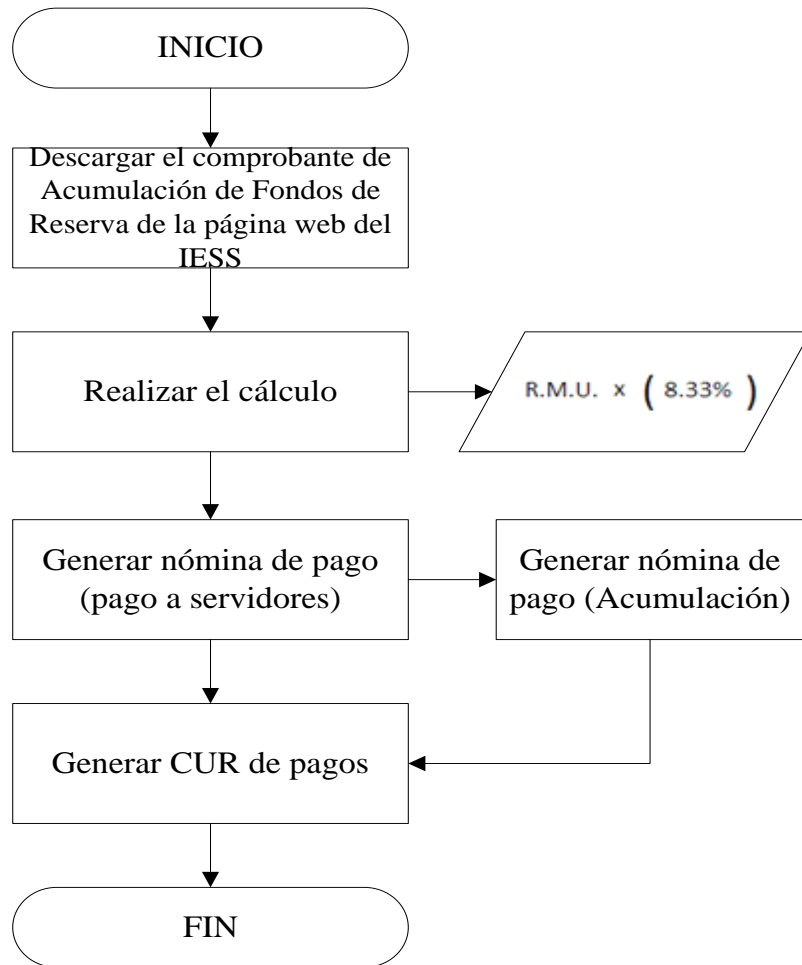 INICIO
Descargar el comprobante de
Acumulación de Fondos de
Reserva de la página web del
IESS
Realizar el cálculo
R.M.U. x ( 8.33% )
Generar nómina de pago
(pago a servidores)
Generar nómina de
pago (Acumulación)
Generar CUR de pagos
FIN